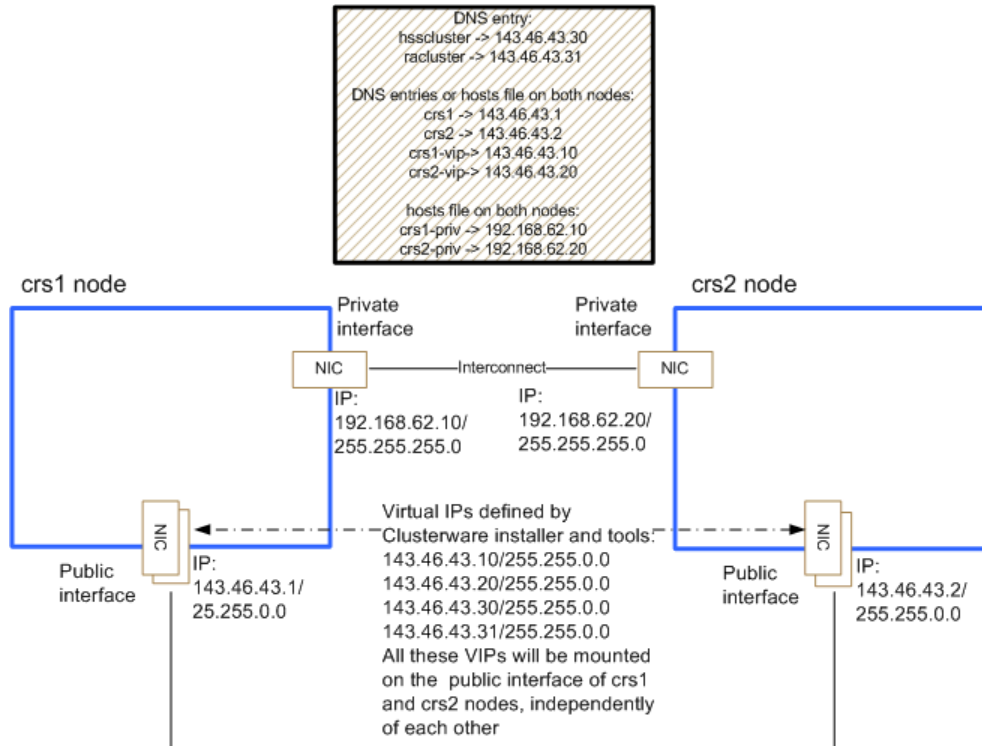 DNS entry:
hsscluster -> 143.46.43.30
racluster -> 143.46.43.31
DNS entries or hosts file on both nodes:
crs1 -> 143.46.43.1
crs2 -> 143.46.43.2
crs1-vip-> 143.46.43.10
crs2-vip-> 143.46.43.20
hosts file on both nodes:
crs1-priv -> 192.168.62.10
crs2-priv -> 192.168.62.20
crs1 node
crs2 node
Private
interface
Private
interface
NIC
Interconnect
NIC
IP:
192.168.62.10/
255.255.255.0
IP:
192.168.62.20/
255.255.255.0
NIC
Public
interface
IP:
143.46.43.1/
25.255.0.0
Virtual IPs defined by
Clusterware installer and tools:
143.46.43.10/255.255.0.0
143.46.43.20/255.255.0.0
143.46.43.30/255.255.0.0
143.46.43.31/255.255.0.0
All these VIPs will be mounted
on the public interface of crs1
and crs2 nodes, independently
of each other
NIC
Public
interface
IP:
143.46.43.2/
255.255.0.0